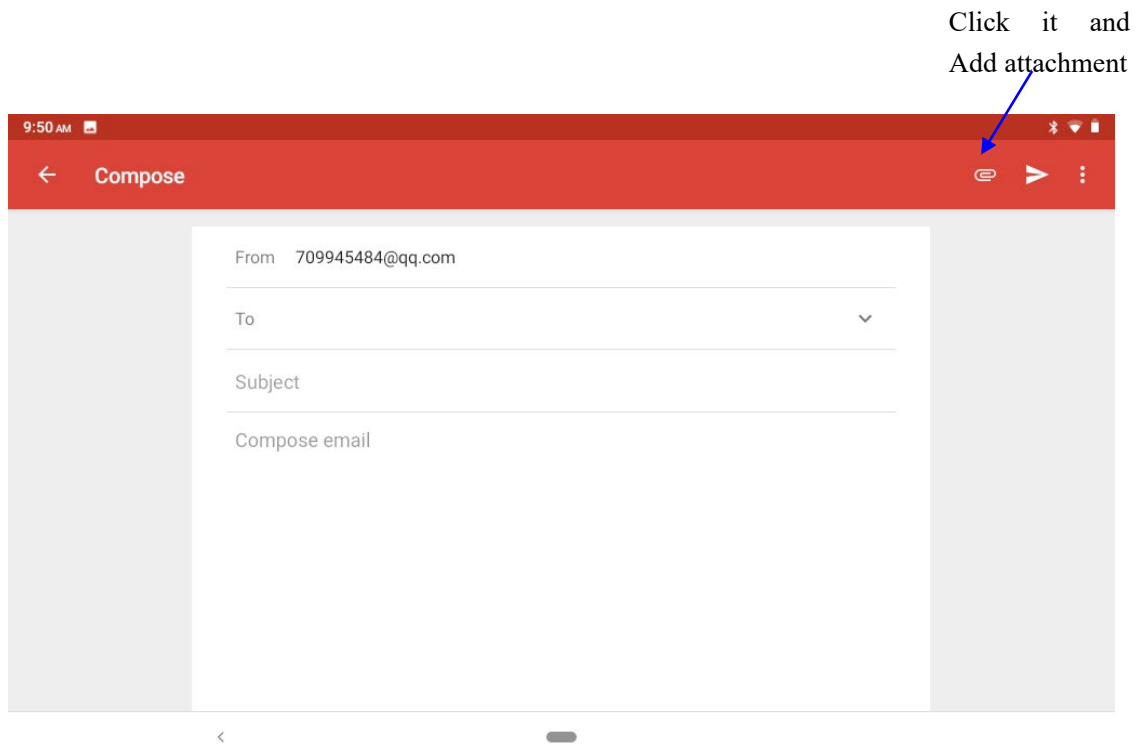 Click it and
Add attachment
9:50 AM
Compose
From 709945484@qq.com
To
Subject
Compose email